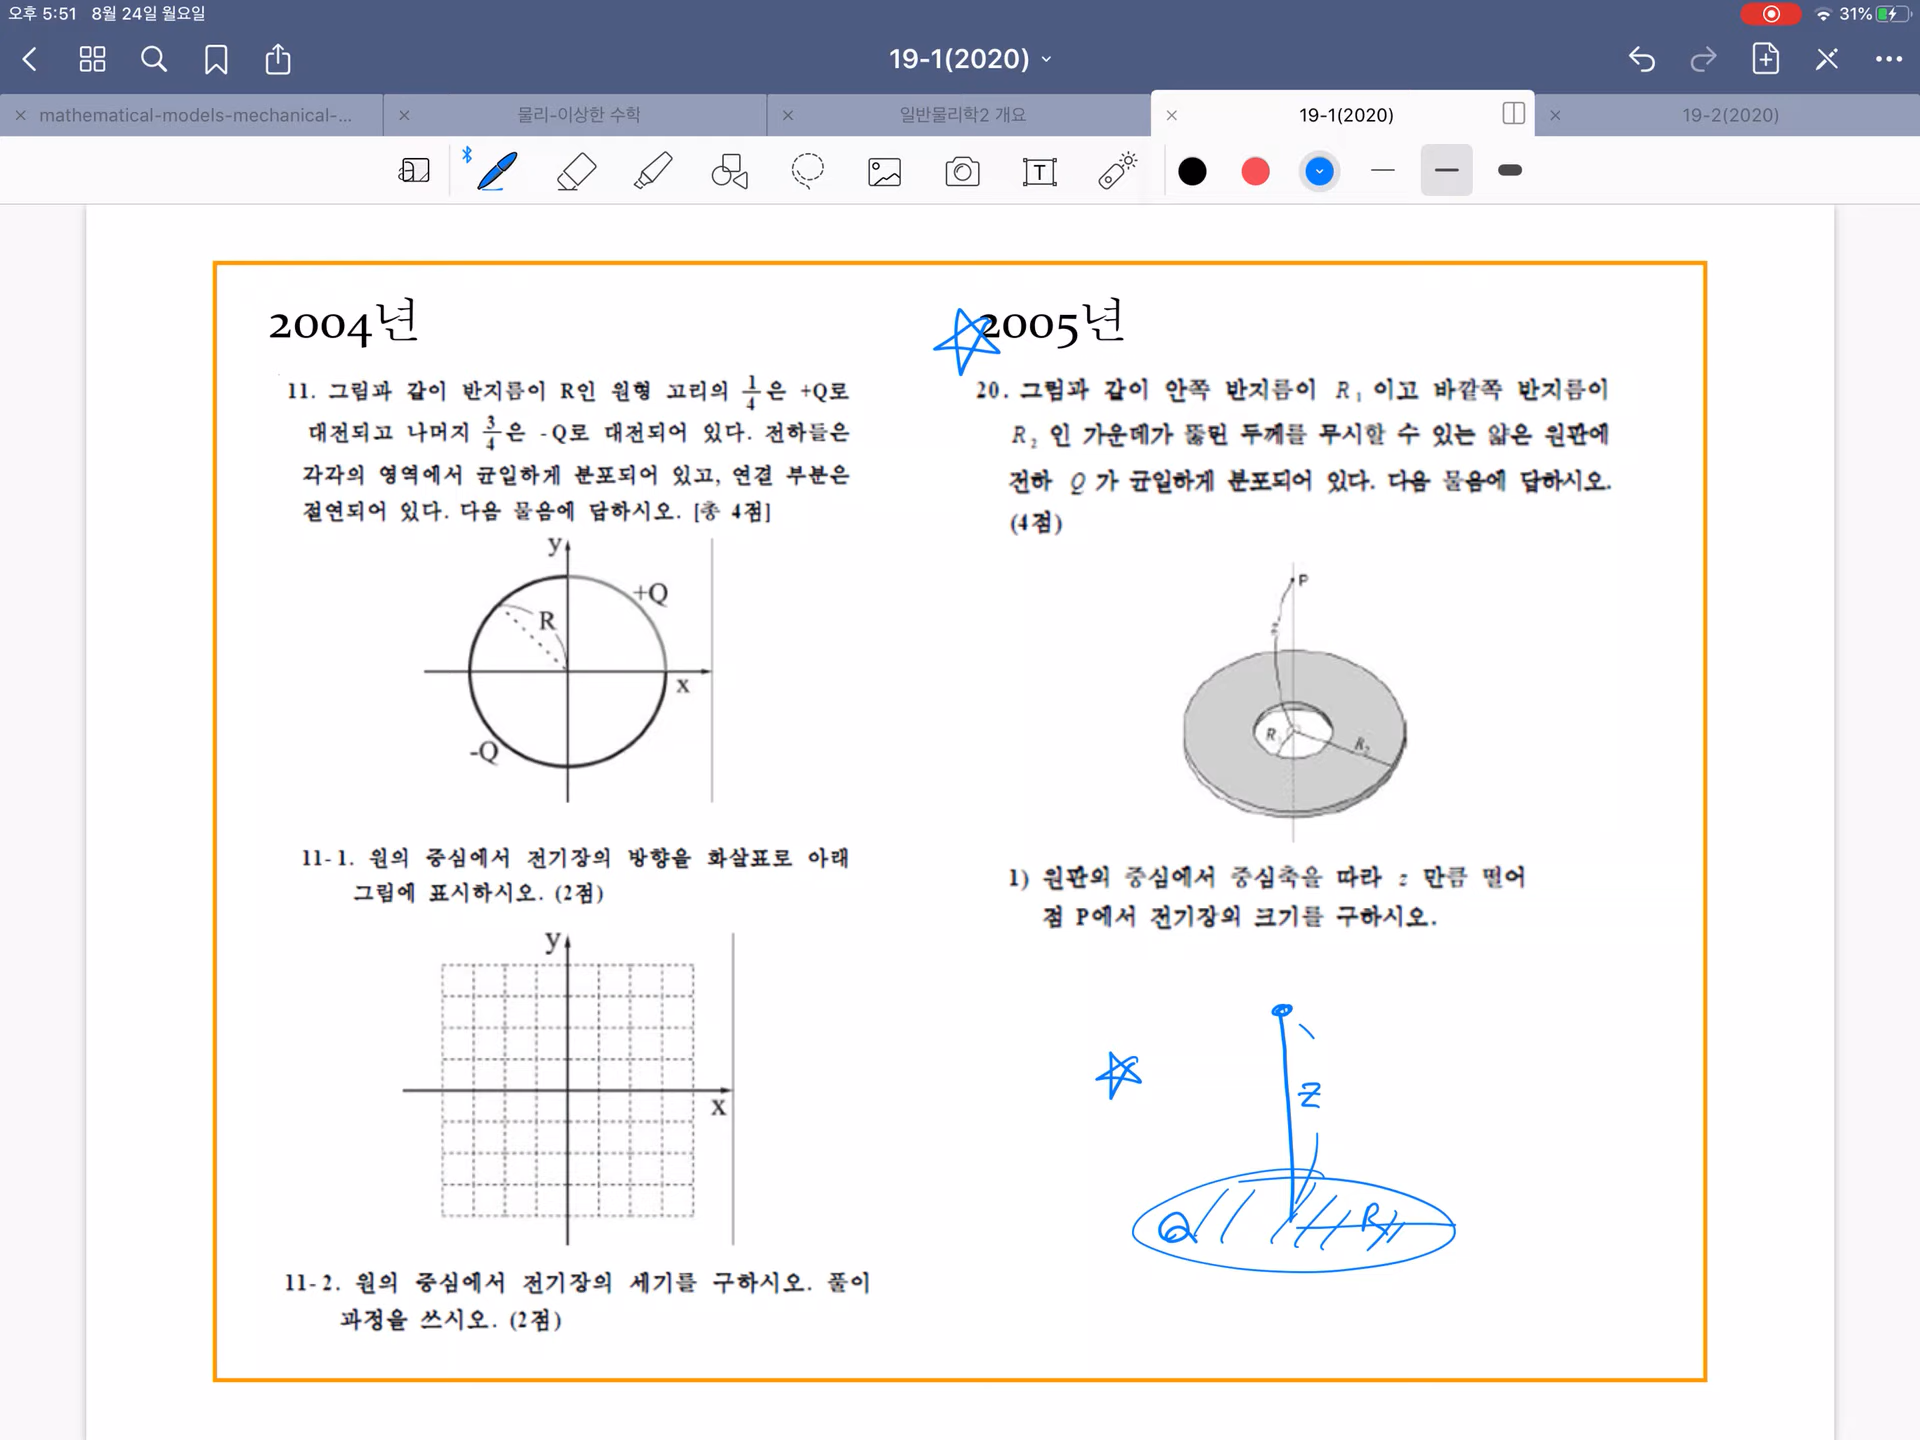 오후 5:51 8월 24일 월요일
31%
19-1(2020)
mathematical-models-mechanical-...
물리-이상한 수학
일반물리학2 개요
19-1(2020)
19-2(2020)
2004년
11. 그림과 같이 반지름이 R인 원형 고리의 1/4은 +Q로
대전되고 나머지 3/4은 -Q로 대전되어 있다. 전하들은
각각의 영역에서 균일하게 분포되어 있고, 연결 부분은
절연되어 있다. 다음 물음에 답하시오. [총 4점]
y
+Q
R
x
-Q
11-1. 원의 중심에서 전기장의 방향을 화살표로 아래
그림에 표시하시오. (2점)
y
x
11-2. 원의 중심에서 전기장의 세기를 구하시오. 풀이
과정을 쓰시오. (2점)
2005년
20. 그림과 같이 안쪽 반지름이 R₁ 이고 바깥쪽 반지름이
R₂ 인 가운데가 뚫린 두께를 무시할 수 있는 얇은 원판에
전하 Q 가 균일하게 분포되어 있다. 다음 물음에 답하시오.
(4점)
P
z
R₁
R₂
1) 원판의 중심에서 중심축을 따라 z 만큼 떨어
점 P에서 전기장의 크기를 구하시오.
z
Q
R